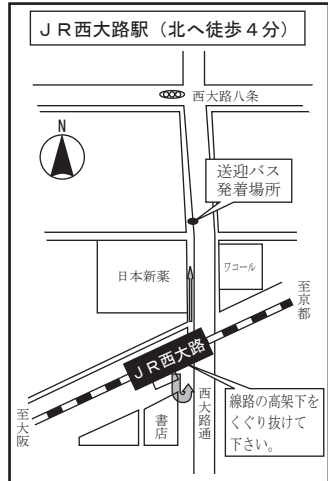 ＪＲ西大路駅（北へ徒歩４分）
西大路八条
N
送迎バス
発着場所
日本新薬
ワコール
至京都
ＪＲ西大路
至大阪
書店
西大路通
線路の高架下を
くぐり抜けて
下さい。